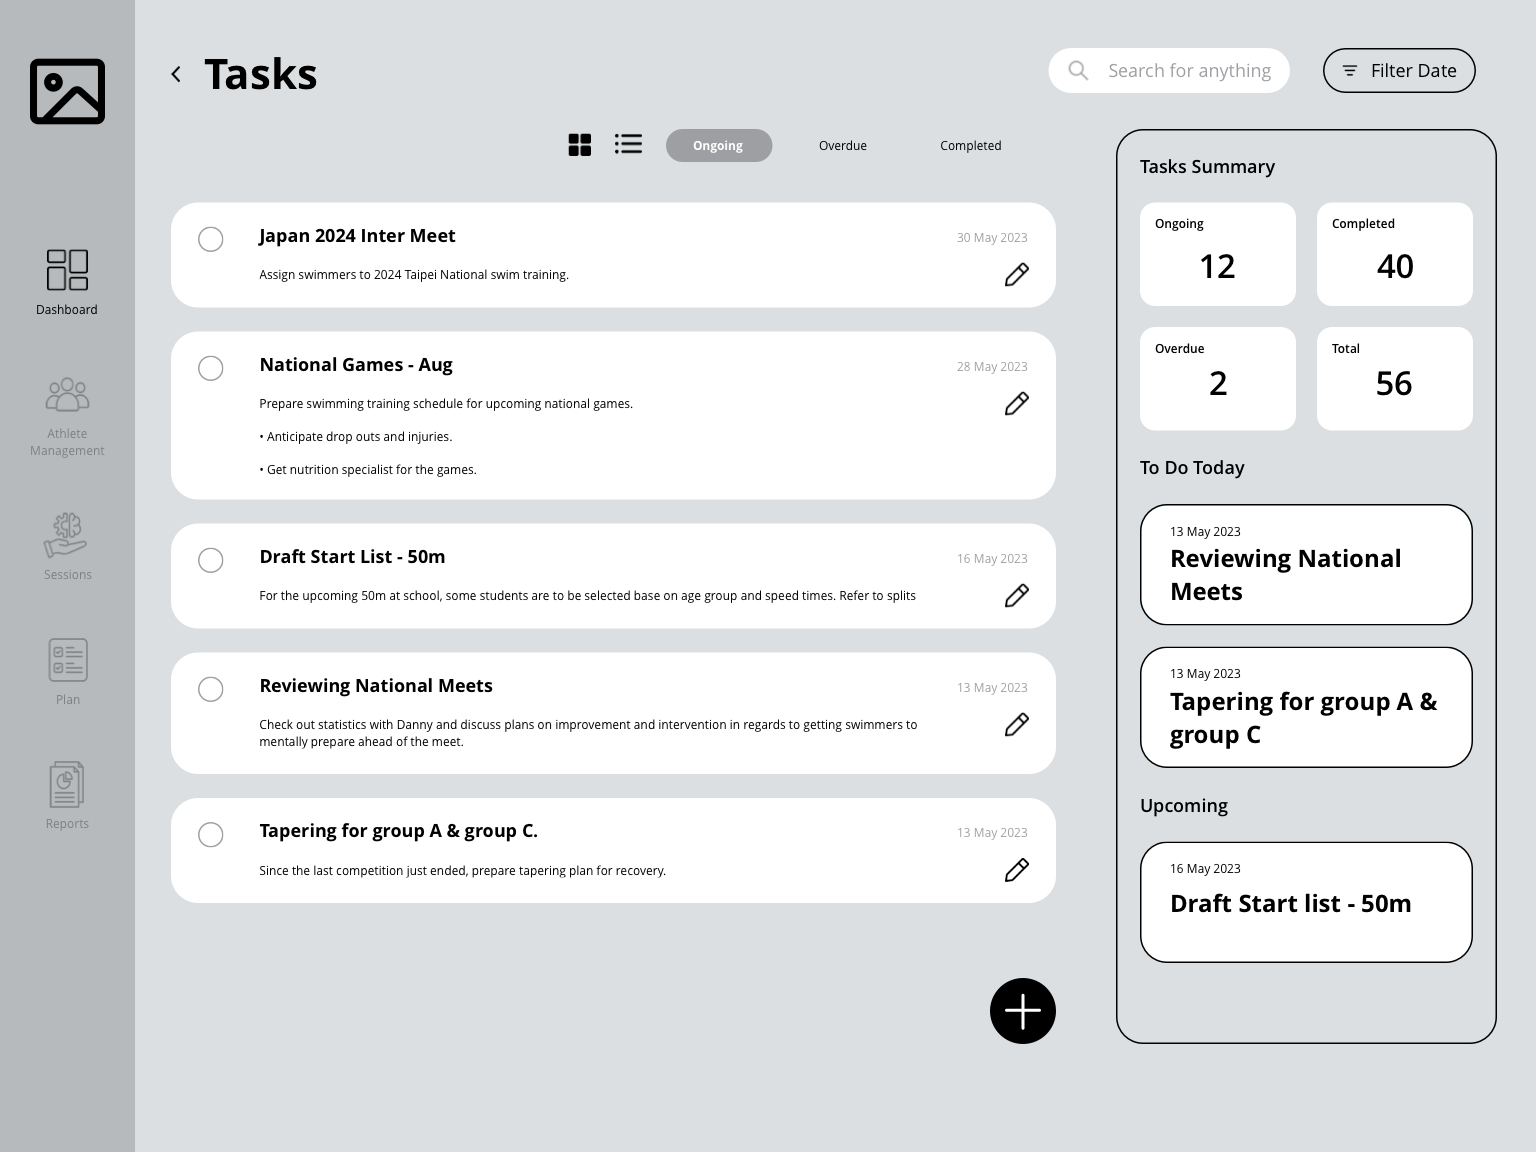 Tasks
Search for anything
Filter Date
Ongoing
Overdue
Completed
Dashboard
Athlete
Management
Sessions
Plan
Reports
Japan 2024 Inter Meet
30 May 2023
Assign swimmers to 2024 Taipei National swim training.
National Games - Aug
28 May 2023
Prepare swimming training schedule for upcoming national games.
• Anticipate drop outs and injuries.
• Get nutrition specialist for the games.
Draft Start List - 50m
16 May 2023
For the upcoming 50m at school, some students are to be selected base on age group and speed times. Refer to splits
Reviewing National Meets
13 May 2023
Check out statistics with Danny and discuss plans on improvement and intervention in regards to getting swimmers to
mentally prepare ahead of the meet.
Tapering for group A & group C.
13 May 2023
Since the last competition just ended, prepare tapering plan for recovery.
Tasks Summary
Ongoing
12
Completed
40
Overdue
2
Total
56
To Do Today
13 May 2023
Reviewing National
Meets
13 May 2023
Tapering for group A &
group C
Upcoming
16 May 2023
Draft Start list - 50m